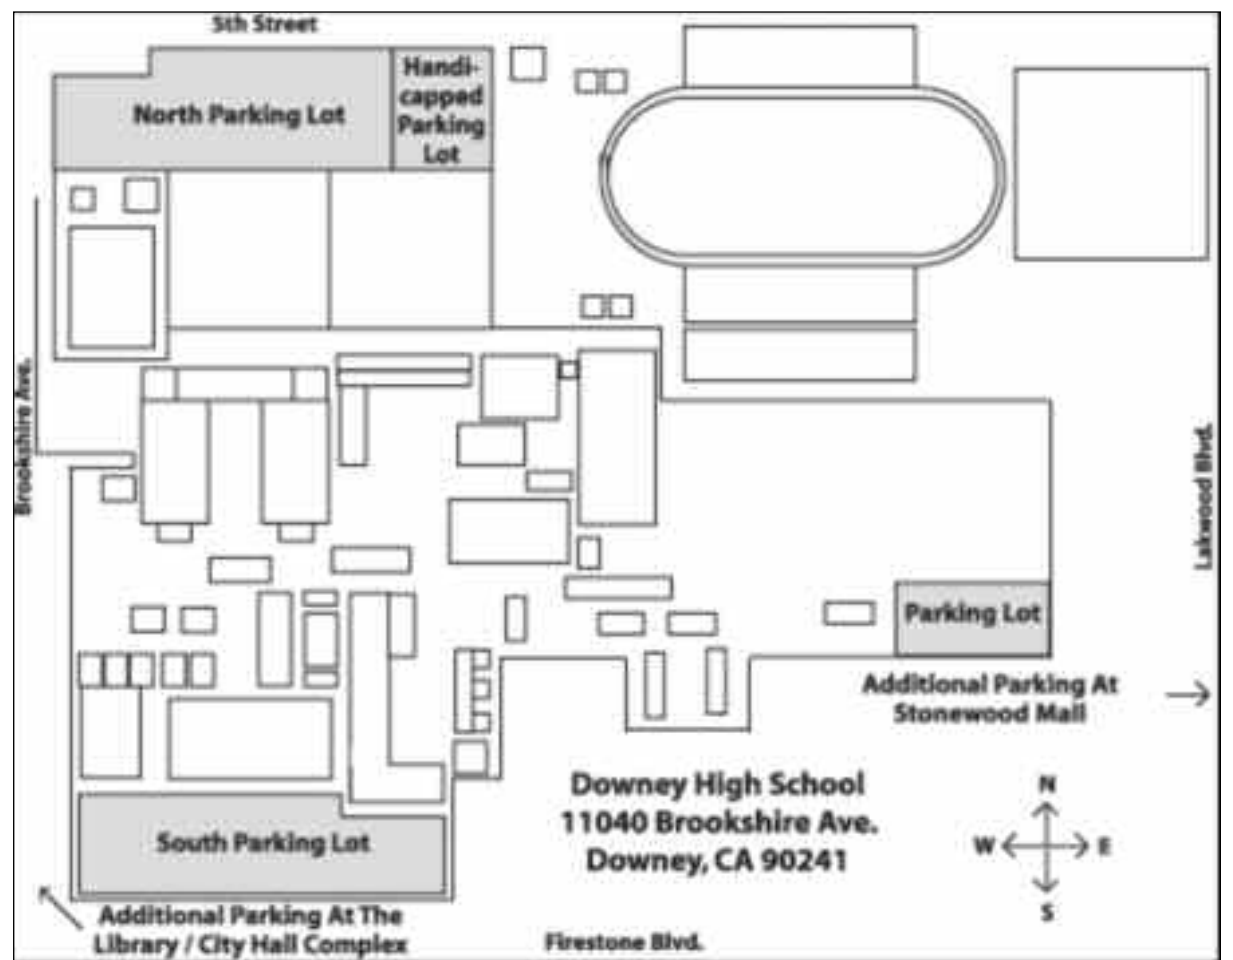 5th Street
North Parking Lot
Handi-
capped
Parking
Lot
Brookshire Ave.
Lakwood Blvd.
Parking Lot
Additional Parking At
Stonewood Mall
Downey High School
11040 Brookshire Ave.
Downey, CA 90241
N
W E
S
South Parking Lot
Additional Parking At The
Library / City Hall Complex
Firestone Blvd.